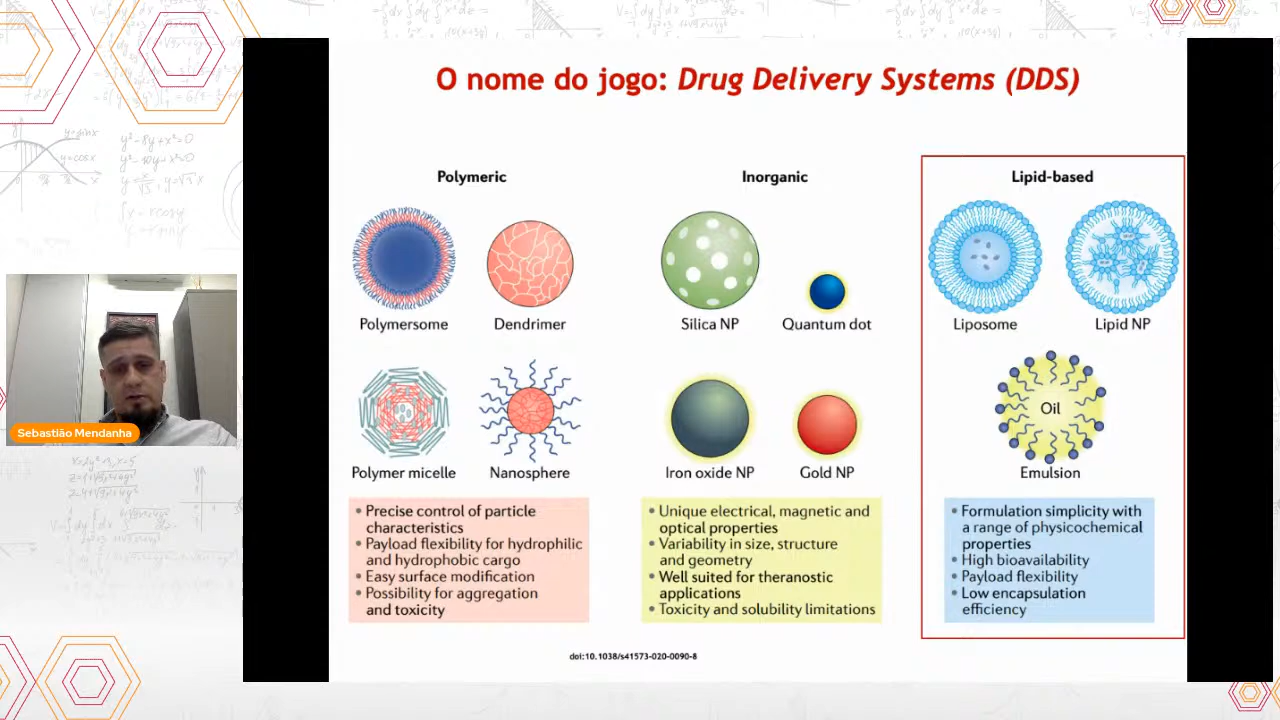 O nome do jogo: Drug Delivery Systems (DDS)
Polymeric
Inorganic
Lipid-based
Polymersome
Dendrimer
Silica NP
Quantum dot
Liposome
Lipid NP
Polymer micelle
Nanosphere
Iron oxide NP
Gold NP
Oil
Emulsion
• Precise control of particle
characteristics
• Payload flexibility for hydrophilic
and hydrophobic cargo
• Easy surface modification
• Possibility for aggregation
and toxicity
• Unique electrical, magnetic and
optical properties
• Variability in size, structure
and geometry
• Well suited for theranostic
applications
• Toxicity and solubility limitations
• Formulation simplicity with
a range of physicochemical
properties
• High bioavailability
• Payload flexibility
• Low encapsulation
efficiency
doi:10.1038/s41573-020-0090-8
Sebastião Mendanha
y=sinx
y=cosx